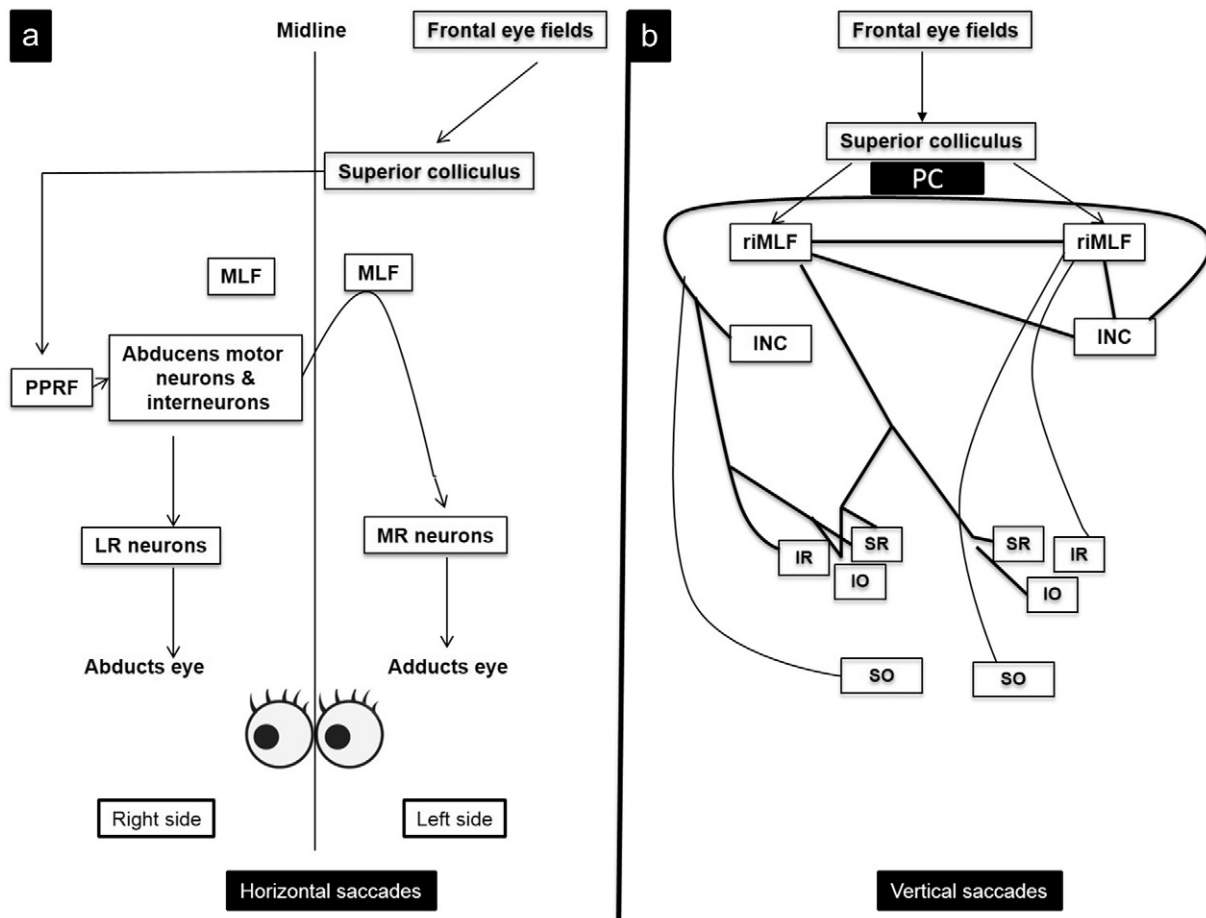 a
Midline
Frontal eye fields
Superior colliculus
MLF
MLF
PPRF
Abducens motor
neurons &
interneurons
LR neurons
MR neurons
Abducts eye
Adducts eye
Right side
Left side
Horizontal saccades
b
Frontal eye fields
Superior colliculus
PC
riMLF
riMLF
INC
INC
IR
SR
IO
SR
IR
IO
SO
SO
Vertical saccades